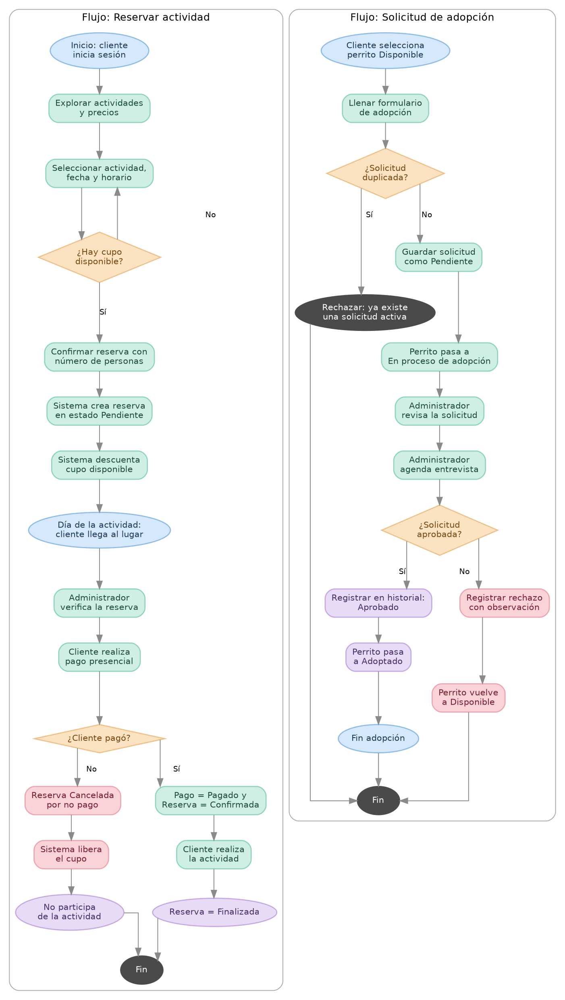 Flujo: Reservar actividad
Inicio: cliente
inicia sesión
Explorar actividades
y precios
Seleccionar actividad,
fecha y horario
No
¿Hay cupo
disponible?
Sí
Confirmar reserva con
número de personas
Sistema crea reserva
en estado Pendiente
Sistema descuenta
cupo disponible
Día de la actividad:
cliente llega al lugar
Administrador
verifica la reserva
Cliente realiza
pago presencial
¿Cliente pagó?
No
Sí
Reserva Cancelada
por no pago
Pago = Pagado y
Reserva = Confirmada
Sistema libera
el cupo
Cliente realiza
la actividad
No participa
de la actividad
Reserva = Finalizada
Fin
Flujo: Solicitud de adopción
Cliente selecciona
perrito Disponible
Llenar formulario
de adopción
¿Solicitud
duplicada?
Sí
No
Guardar solicitud
como Pendiente
Rechazar: ya existe
una solicitud activa
Perrito pasa a
En proceso de adopción
Administrador
revisa la solicitud
Administrador
agenda entrevista
¿Solicitud
aprobada?
Sí
No
Registrar en historial:
Aprobado
Registrar rechazo
con observación
Perrito pasa
a Adoptado
Perrito vuelve
a Disponible
Fin adopción
Fin